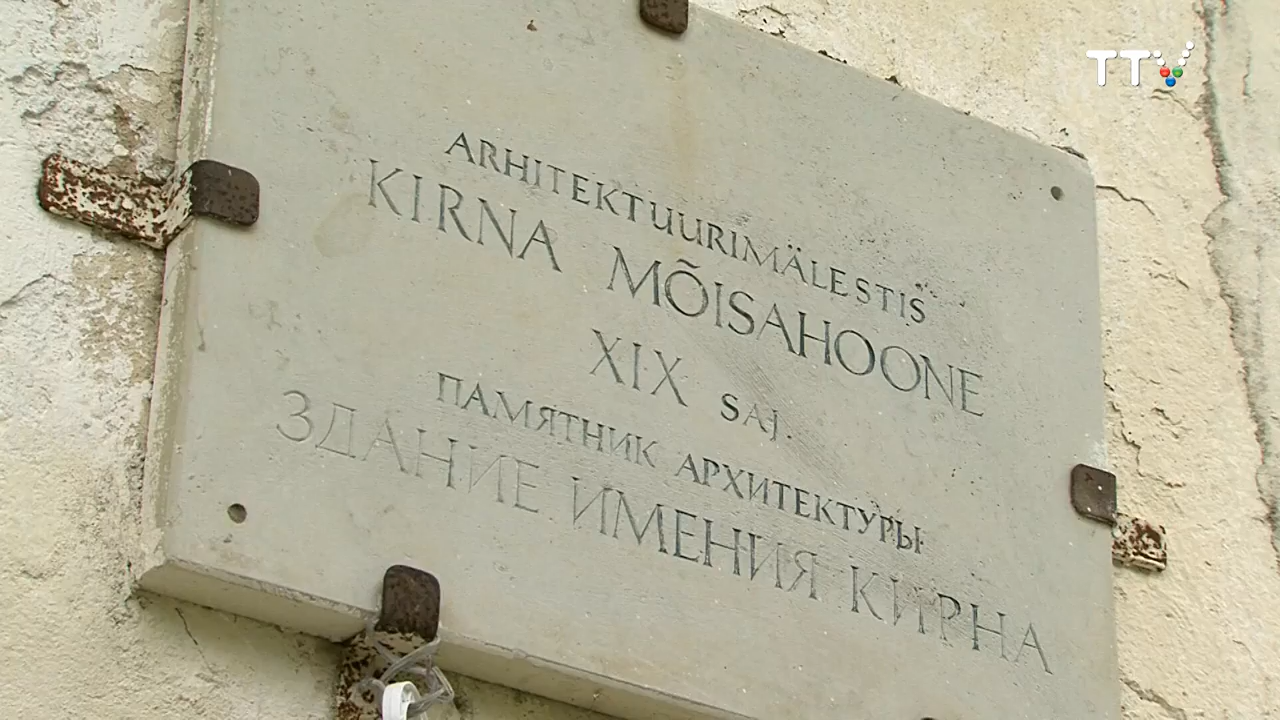 TTV
ARHITEKTUURIMÄLESTIS
KIRNA MÕISAHOONE
XIX SAJ.
ПАМЯТНИК АРХИТЕКТУРЫ
ЗДАНИЕ ИМЕНИЯ КИРНА